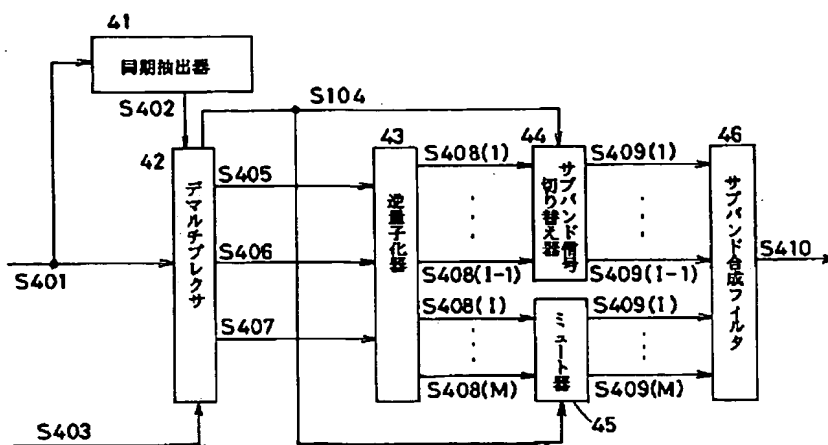 41
同期抽出器
S402
S104
42
デマルチプレクサ
S405
S406
S407
43
逆量子化器
S408(1)
S408(I-1)
S408(I)
S408(M)
44
サブバンド信号
切り替え器
S409(1)
S409(I-1)
S409(I)
S409(M)
ミュート器
45
46
サブバンド合成フィルタ
S410
S401
S403